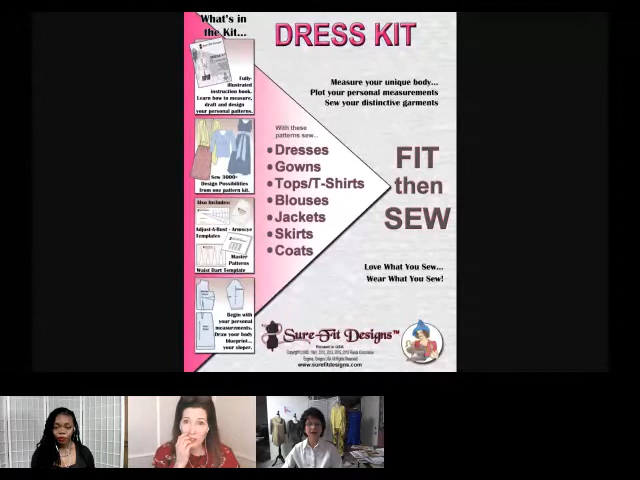 What's in
the Kit...
DRESS KIT
Fully-
illustrated
instruction book.
Learn how to measure,
draft and design
your personal patterns.
Measure your unique body...
Plot your personal measurements
Sew your distinctive garments
With these
patterns sew...
• Dresses
• Gowns
• Tops/T-Shirts
• Blouses
• Jackets
• Skirts
• Coats
FIT
then
SEW
Sew 3000+
Design Possibilities
from one pattern kit.
Also Includes:
Adjust-A-Bust - Armscye
Templates
Master
Patterns
Waist Dart Template
Love What You Sew...
Wear What You Sew!
Begin with
your personal
measurements.
Draw your body
blueprint...
your sloper.
Sure-Fit Designs™
Printed in USA
www.surefitdesigns.com